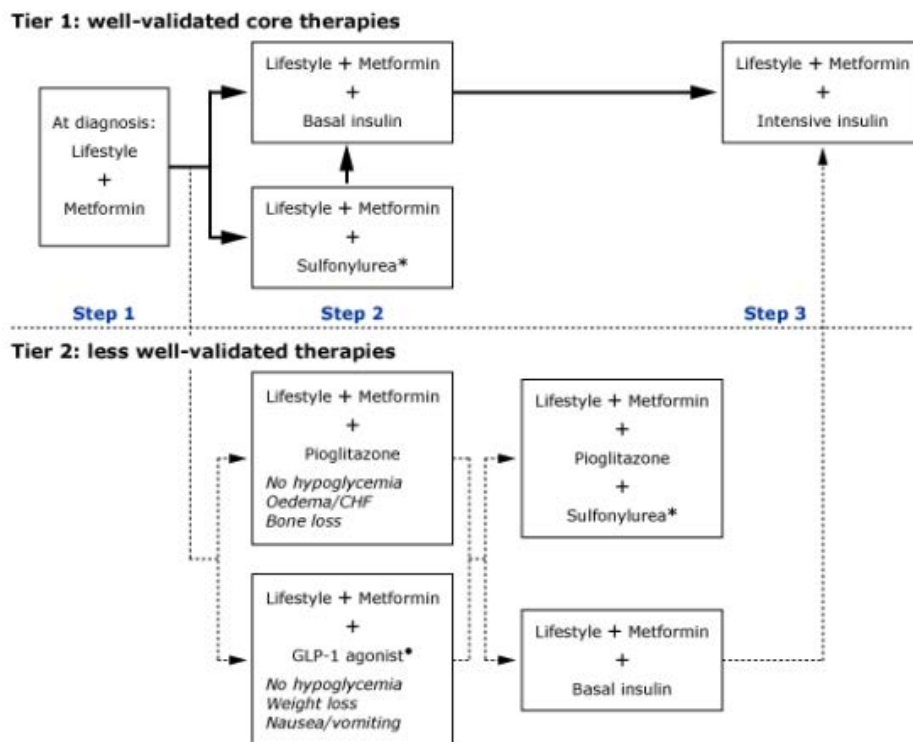 Tier 1: well-validated core therapies
At diagnosis:
Lifestyle
+
Metformin
Lifestyle + Metformin
+
Basal insulin
Lifestyle + Metformin
+
Sulfonylurea*
Lifestyle + Metformin
+
Intensive insulin
Step 1
Step 2
Step 3
Tier 2: less well-validated therapies
Lifestyle + Metformin
+
Pioglitazone
No hypoglycemia
Oedema/CHF
Bone loss
Lifestyle + Metformin
+
Pioglitazone
+
Sulfonylurea*
Lifestyle + Metformin
+
GLP-1 agonist•
No hypoglycemia
Weight loss
Nausea/vomiting
Lifestyle + Metformin
+
Basal insulin